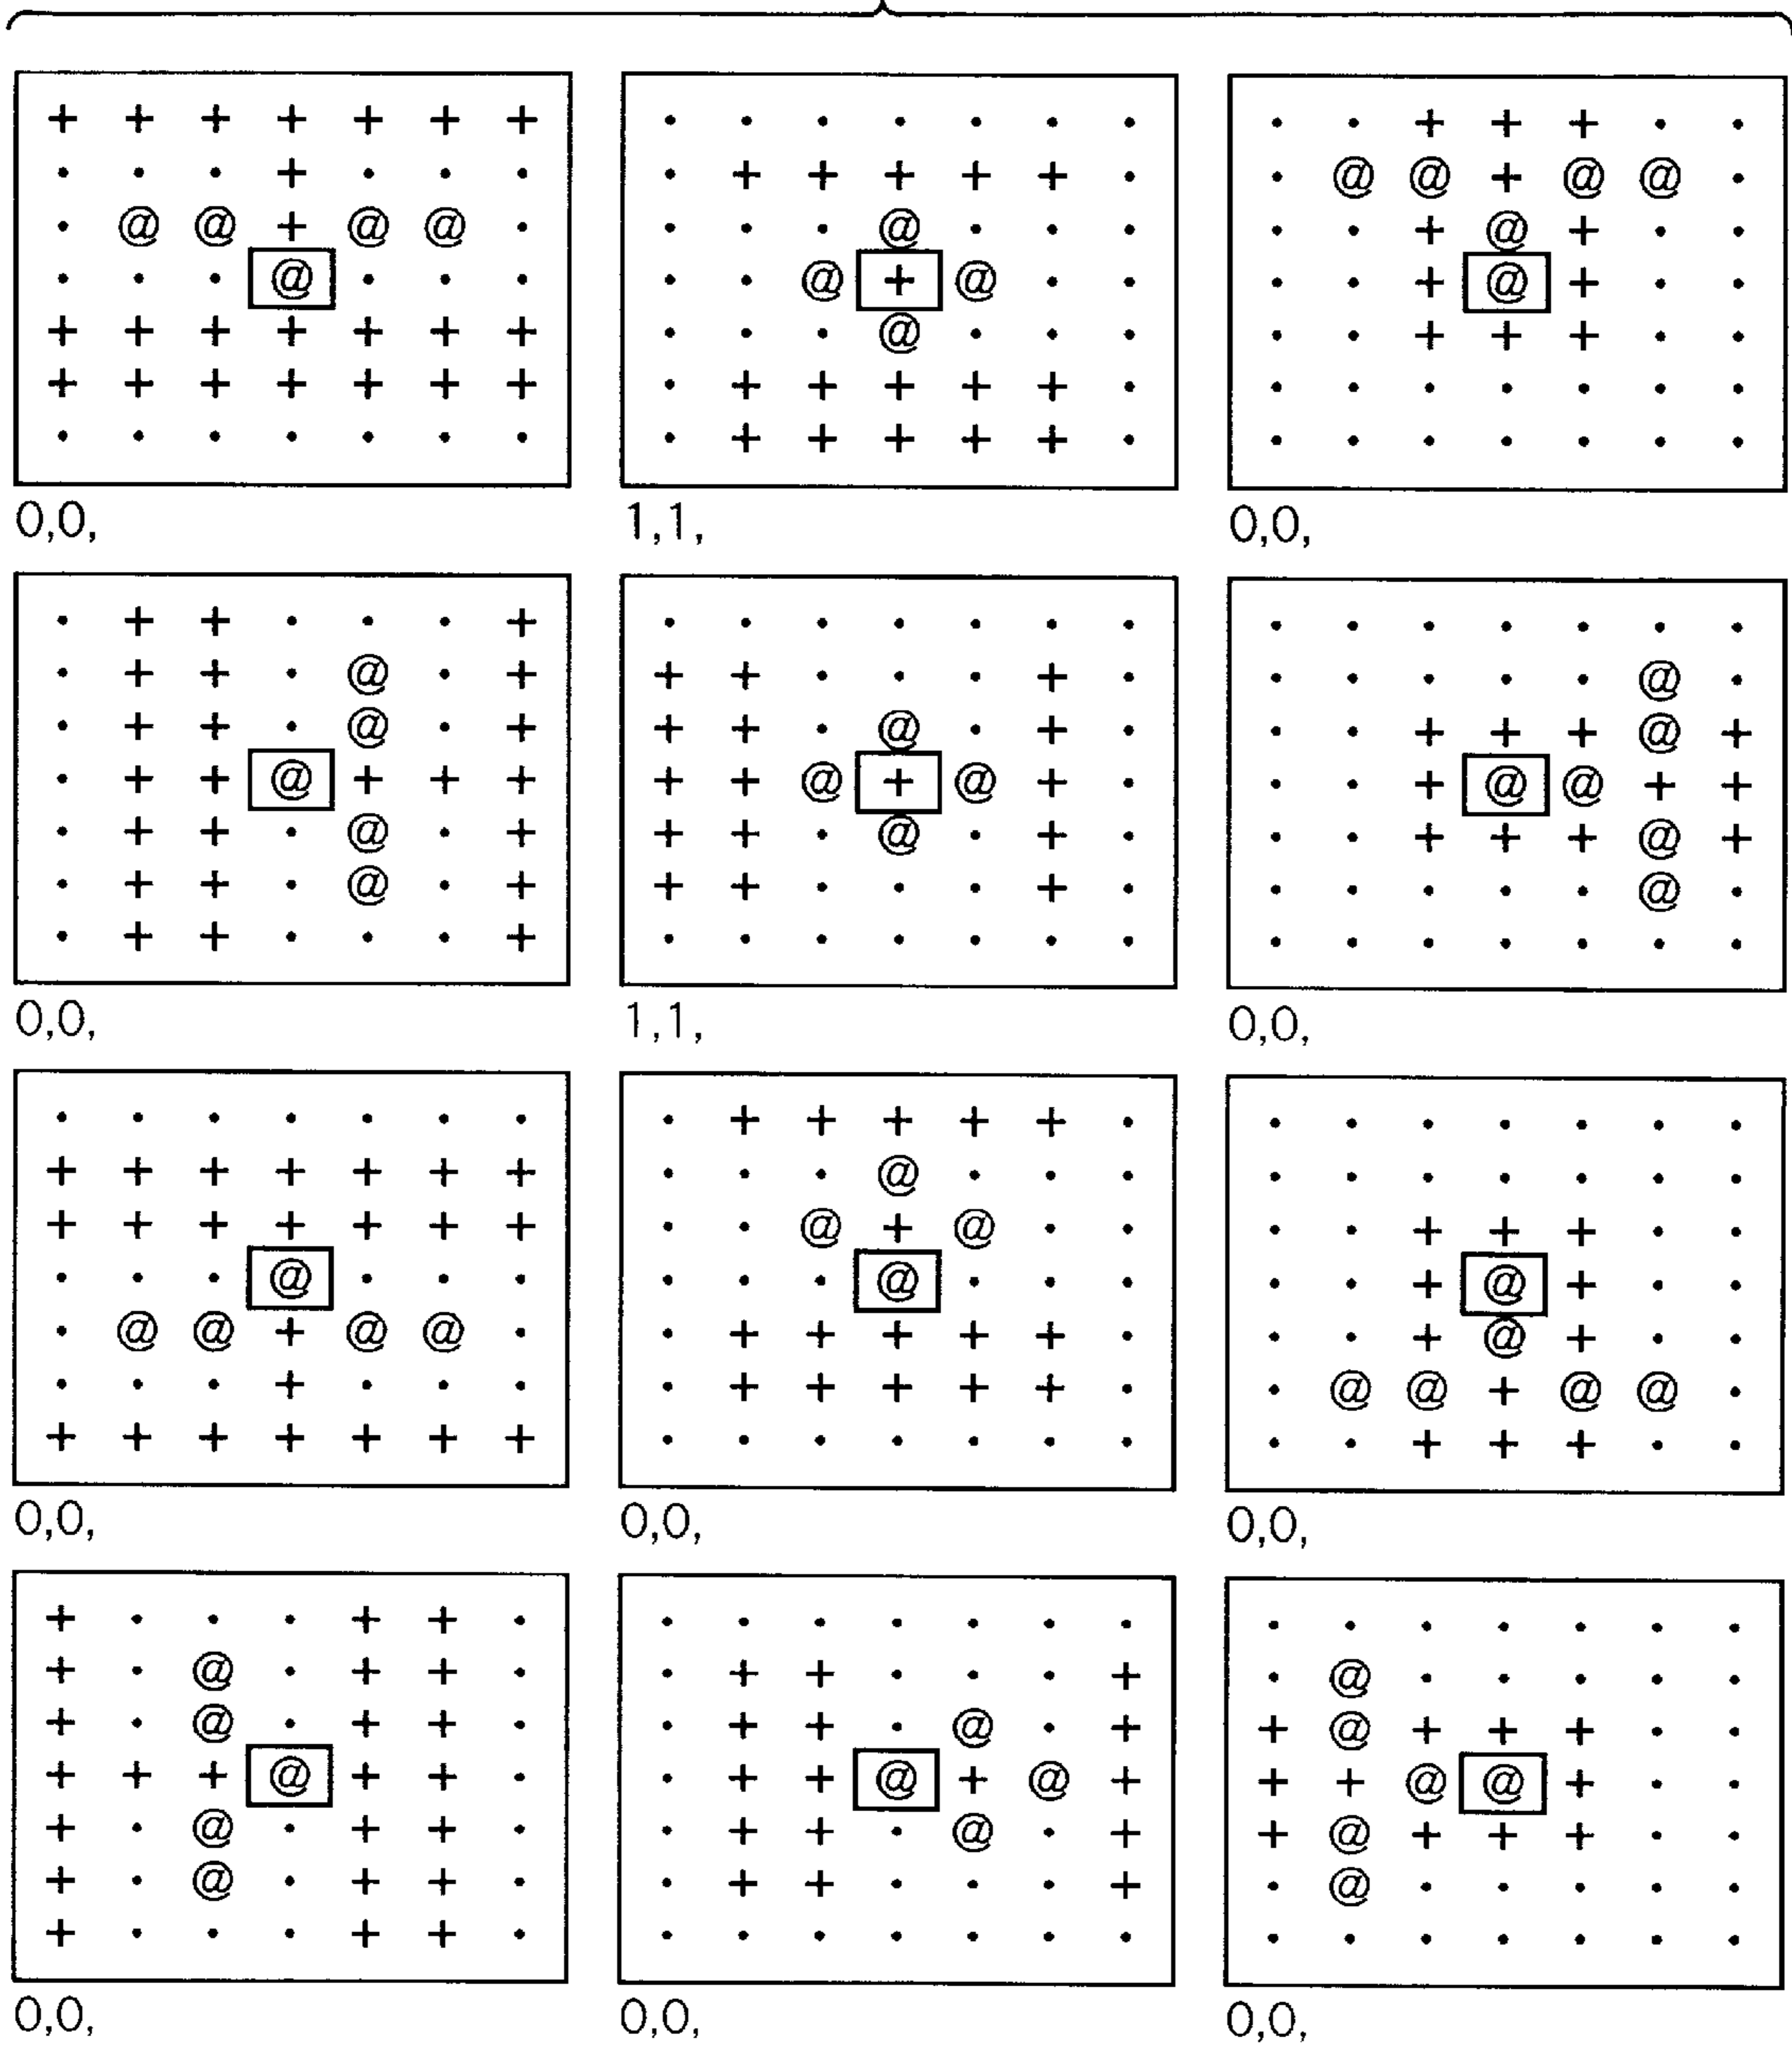 + + + + + + + . . . . . . . . . + + + . .
. . . + . . . . + + + + + . . @ @ + @ @ .
. @ @ + @ @ . . . . @ . . . . . + @ + . .
. . . @ . . . . . @ + @ . . . . + @ + . .
+ + + + + + + . . . @ . . . . . + + + . .
+ + + + + + + . + + + + + . . . . . . . .
. . . . . . . . + + + + + . . . . . . . .
0,0, 1,1, 0,0,
. + + . . . + . . . . . . . . . . . . . .
. + + . @ . + + + . . . + . . . . . . @ .
. + + . @ . + + + . @ . + . . . + + + @ +
. + + @ + + + + + @ + @ + . . . + @ @ + +
. + + . @ . + + + . @ . + . . . + + + @ +
. + + . @ . + + + . . . + . . . . . . @ .
. + + . . . + . . . . . . . . . . . . . .
0,0, 1,1, 0,0,
. . . . . . . . + + + + + . . . . . . . .
+ + + + + + + . . . @ . . . . . . . . . .
+ + + + + + + . . @ + @ . . . . + + + . .
. . . @ . . . . . . @ . . . . . + @ + . .
. @ @ + @ @ . . + + + + + . . . + @ + . .
. . . + . . . . + + + + + . . @ @ + @ @ .
+ + + + + + + . . . . . . . . . + + + . .
0,0, 0,0, 0,0,
+ . . . + + . . . . . . . . . . . . . . .
+ . @ . + + . . + + . . . + . @ . . . . .
+ . @ . + + . . + + . @ . + + @ + + + . .
+ + + @ + + . . + + @ + @ + + + @ @ + . .
+ . @ . + + . . + + . @ . + + @ + + + . .
+ . @ . + + . . + + . . . + . @ . . . . .
+ . . . + + . . . . . . . . . . . . . . .
0,0, 0,0, 0,0,